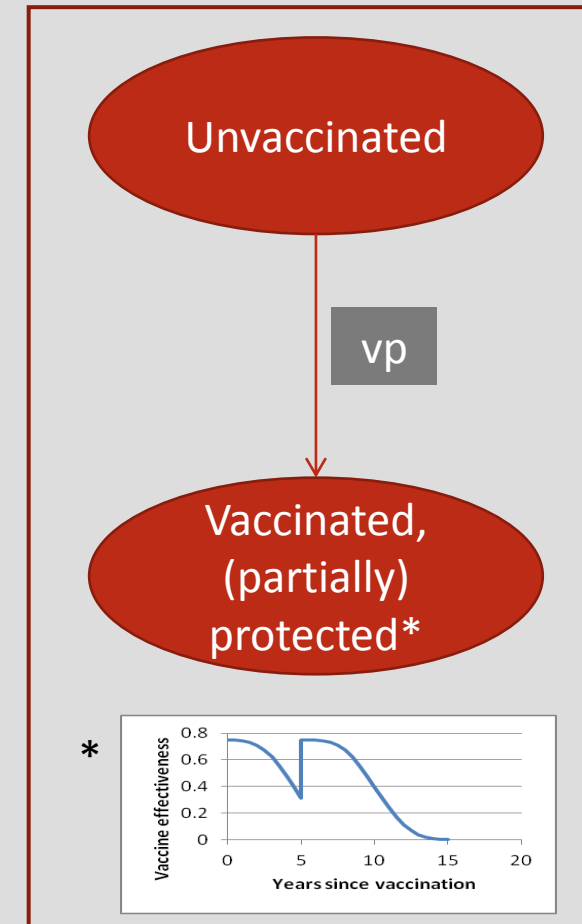 Unvaccinated
vp
Vaccinated,
(partially)
protected*
*
Vaccine effectiveness
0.8
0.6
0.4
0.2
0
0 5 10 15 20
Years since vaccination